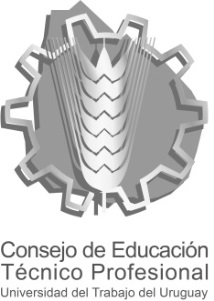 Consejo de Educación
Técnico Profesional
Universidad del Trabajo del Uruguay